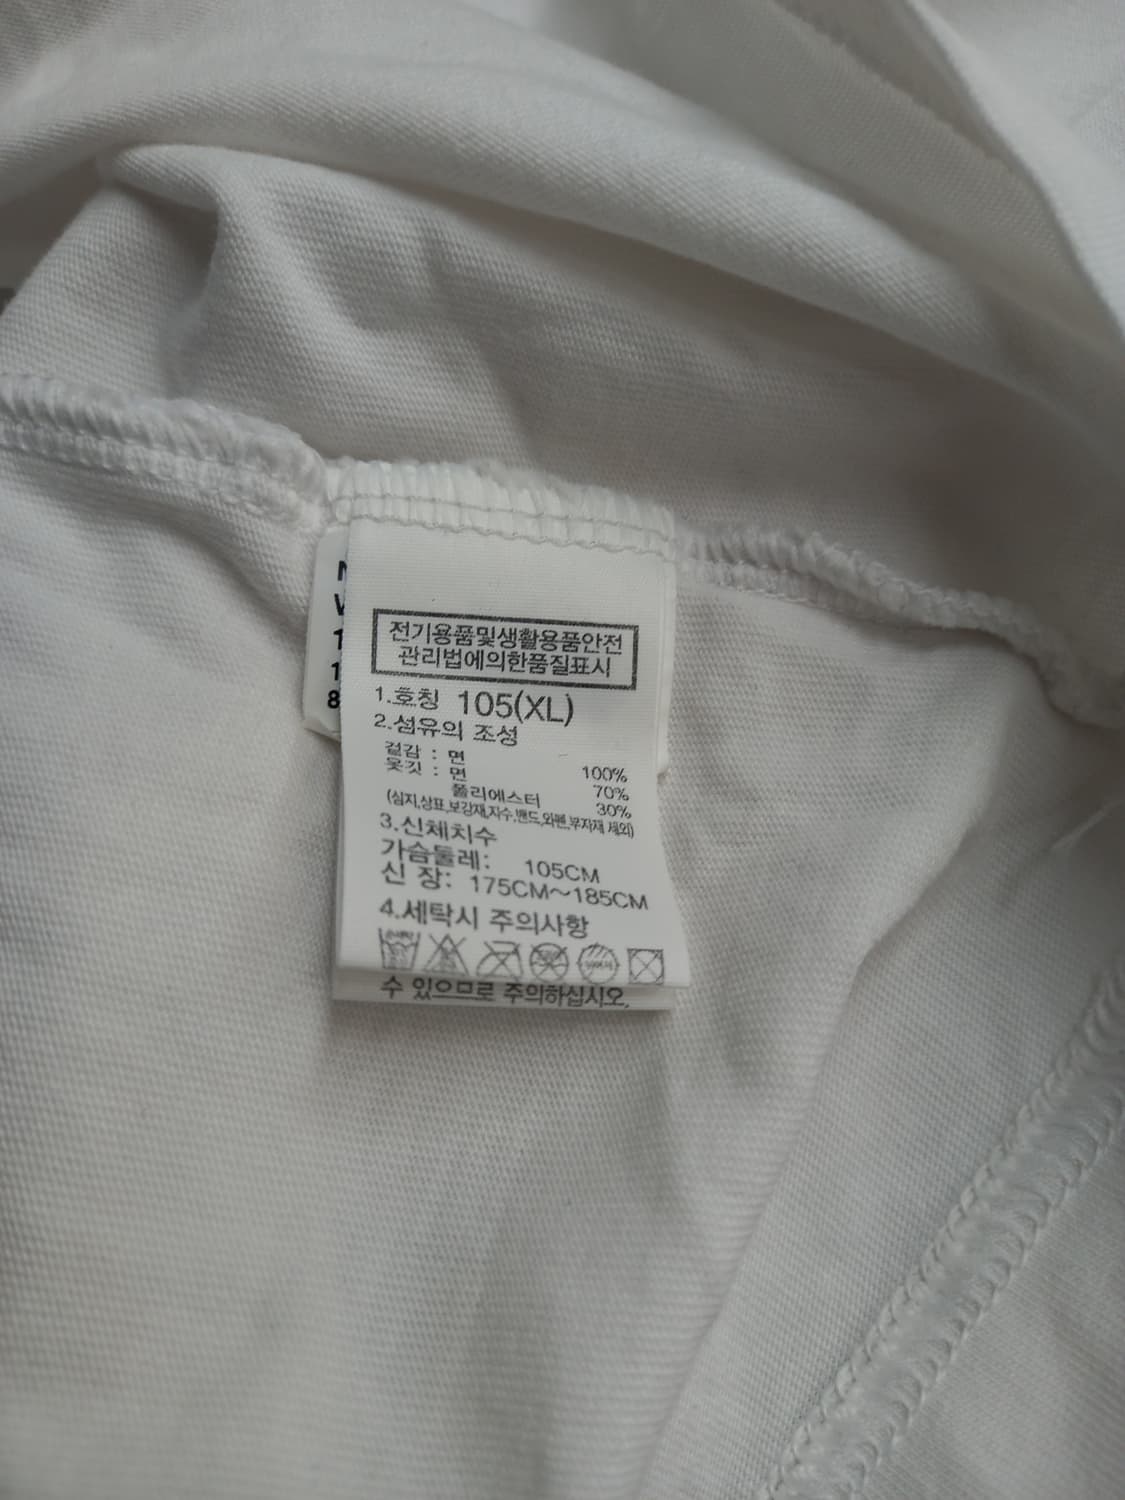 전기용품및생활용품안전
관리법에의한품질표시
1.호칭 105(XL)
2.섬유의 조성
겉감 : 면 100%
옷깃 : 면 70%
폴리에스터 30%
(심지,상표,보강재,자수,밴드,와펜,부자재 제외)
3.신체치수
가슴둘레: 105CM
신 장: 175CM~185CM
4.세탁시 주의사항
수 있으므로 주의하십시오.
8